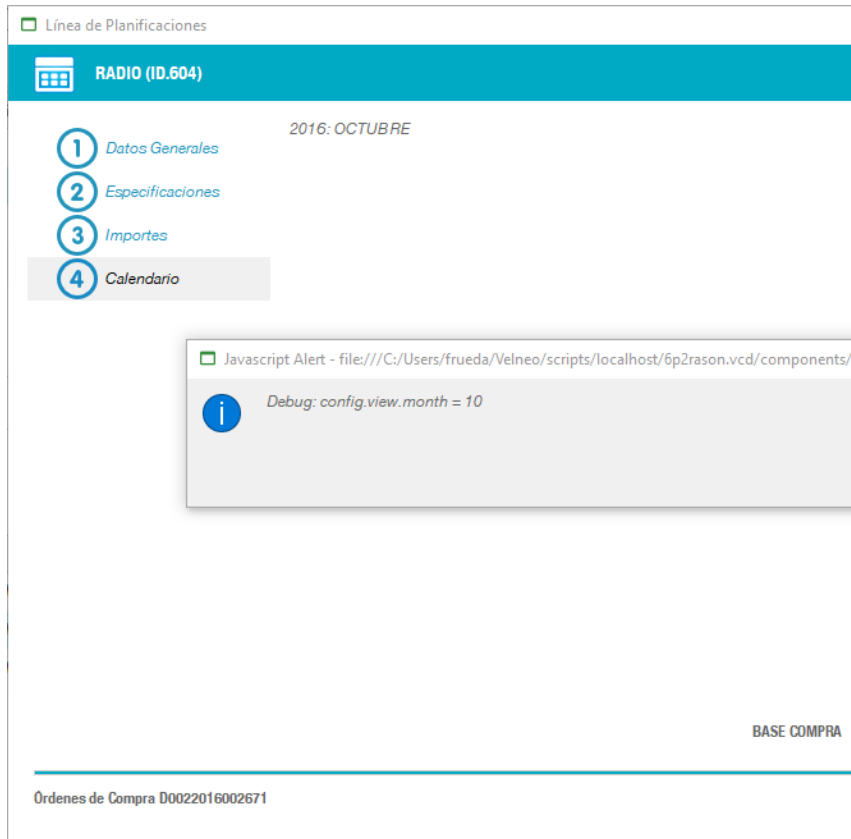 Línea de Planificaciones
RADIO (ID.604)
2016: OCTUBRE
1 Datos Generales
2 Especificaciones
3 Importes
4 Calendario
Javascript Alert - file:///C:/Users/frueda/Velneo/scripts/localhost/6p2rason.vcd/components/
i
Debug: config.view.month = 10
BASE COMPRA
Órdenes de Compra D0022016002671